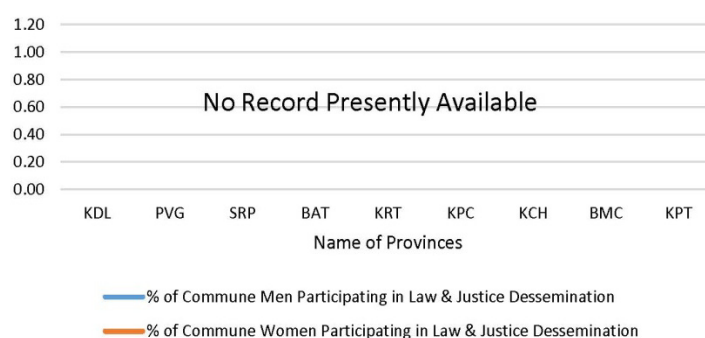 1.20
1.00
0.80
No Record Presently Available
0.60
0.40
0.20
0.00
KDL PVG SRP BAT KRT KPC KCH BMC KPT
Name of Provinces
% of Commune Men Participating in Law & Justice Dessemination
% of Commune Women Participating in Law & Justice Dessemination